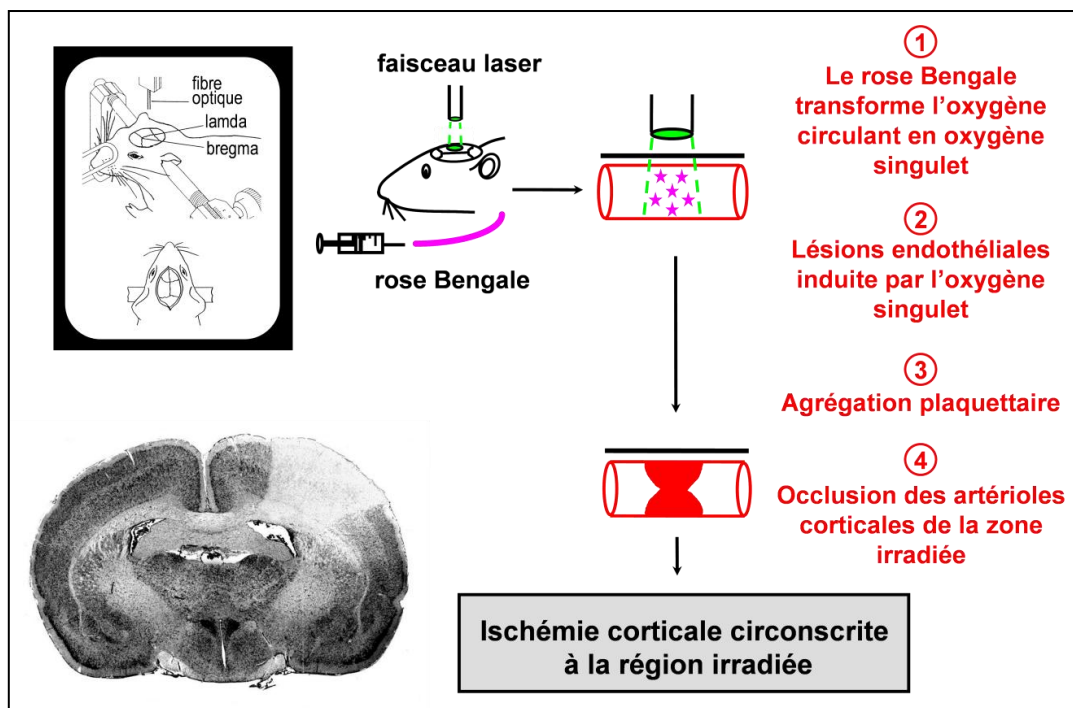 fibre
optique
lamda
bregma
faisceau laser
rose Bengale
①
Le rose Bengale
transforme l’oxygène
circulant en oxygène
singulet
②
Lésions endothéliales
induite par l’oxygène
singulet
③
Agrégation plaquettaire
④
Occlusion des artérioles
corticales de la zone
irradiée
Ischémie corticale circonscrite
à la région irradiée